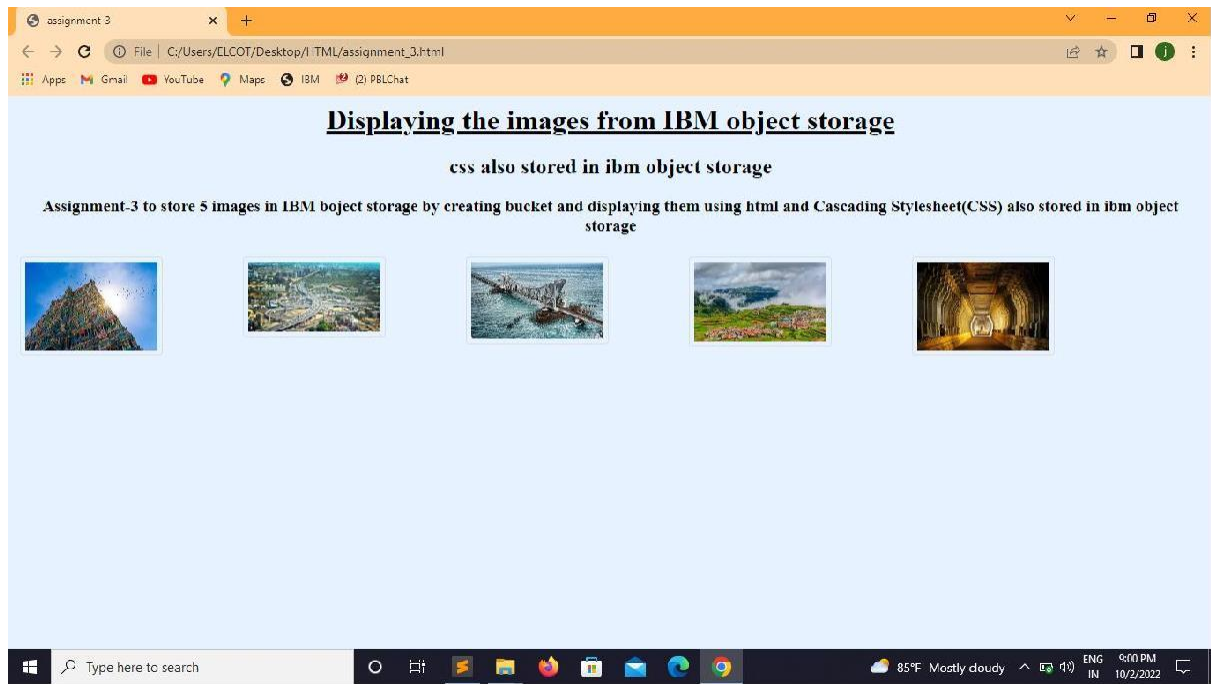 assignment 3
File C:/Users/ELCOT/Desktop/HTML/assignment_3.html
Apps Gmail YouTube Maps IBM (2) PBLChat
Displaying the images from IBM object storage
css also stored in ibm object storage
Assignment-3 to store 5 images in IBM boject storage by creating bucket and displaying them using html and Cascading Stylesheet(CSS) also stored in ibm object
storage
Type here to search
85°F Mostly cloudy
ENG
IN
9:00 PM
10/2/2022